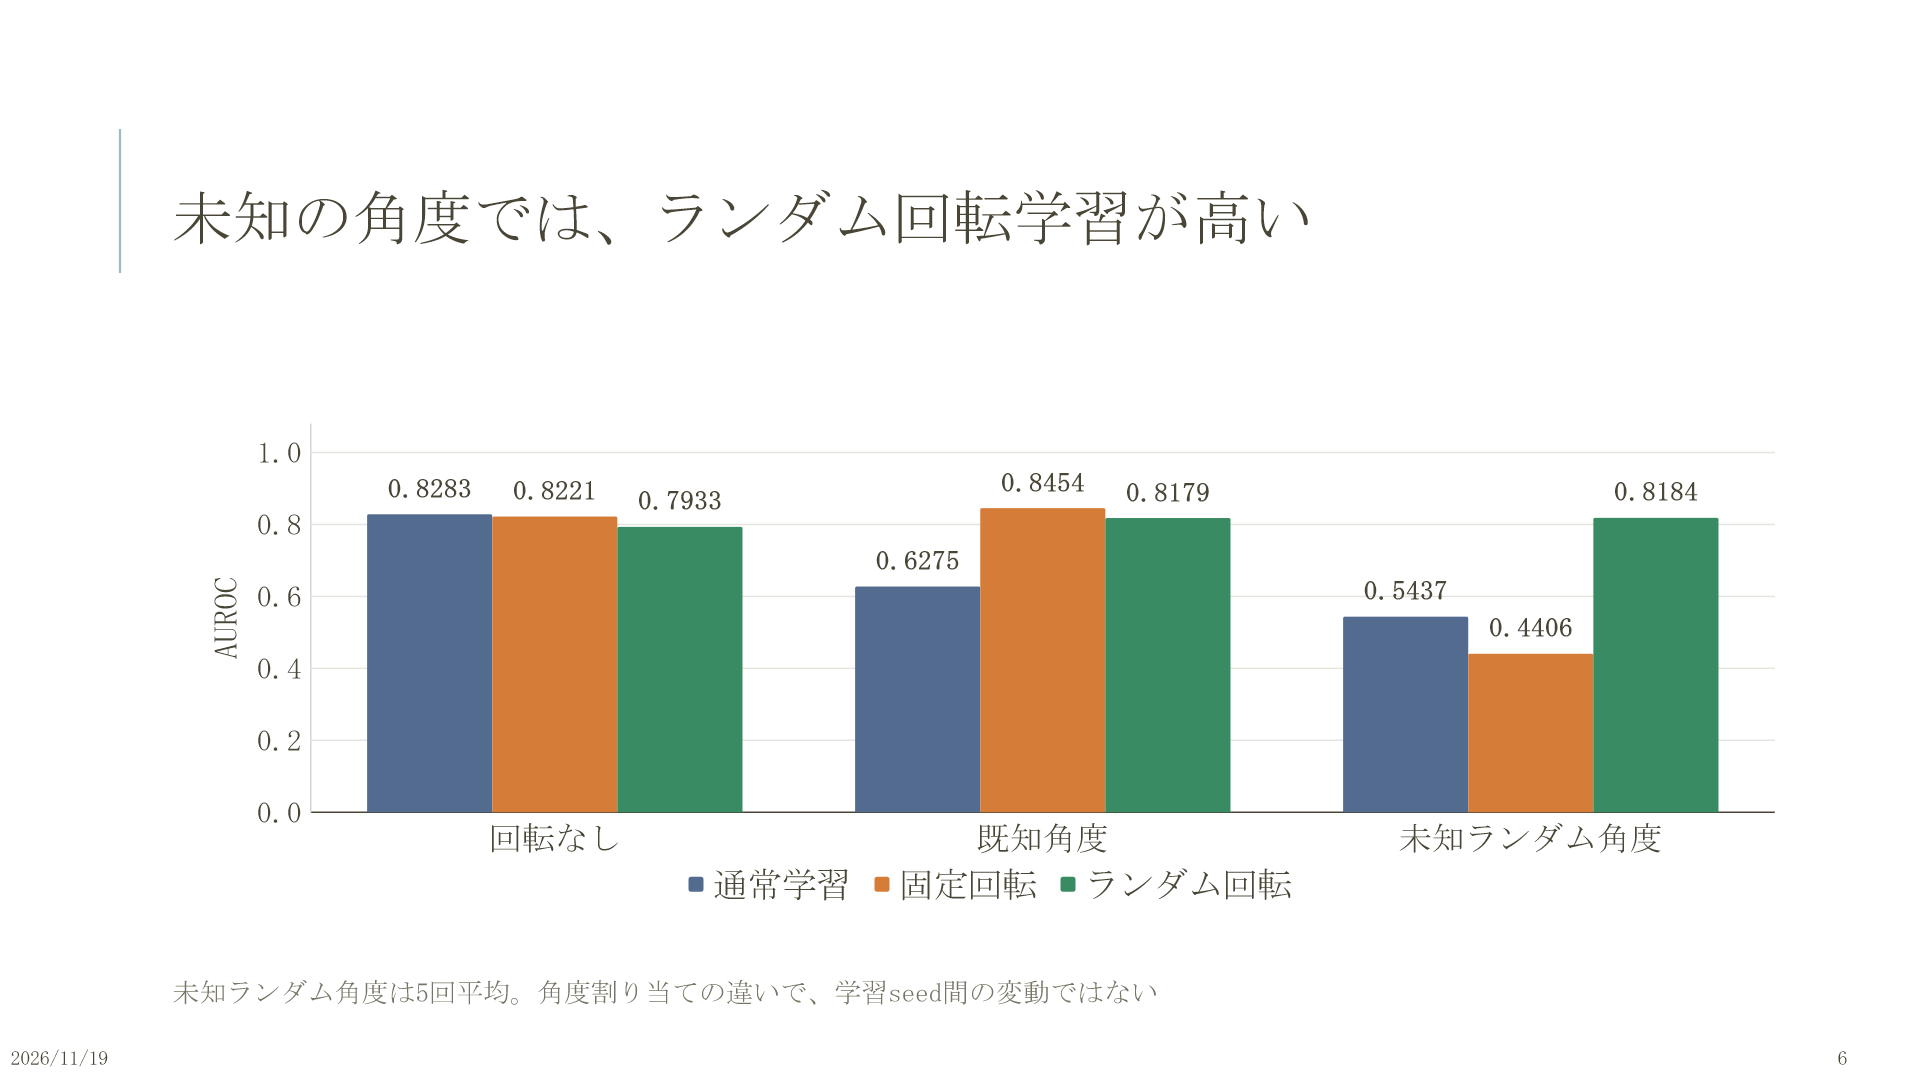 未知の角度では、ランダム回転学習が高い
1.0
0.8
0.6
0.4
0.2
0.0
AUROC
0.8283
0.8221
0.7933
0.6275
0.8454
0.8179
0.5437
0.4406
0.8184
回転なし
既知角度
未知ランダム角度
通常学習 固定回転 ランダム回転
未知ランダム角度は5回平均。角度割り当ての違いで、学習seed間の変動ではない
2026/11/19
6